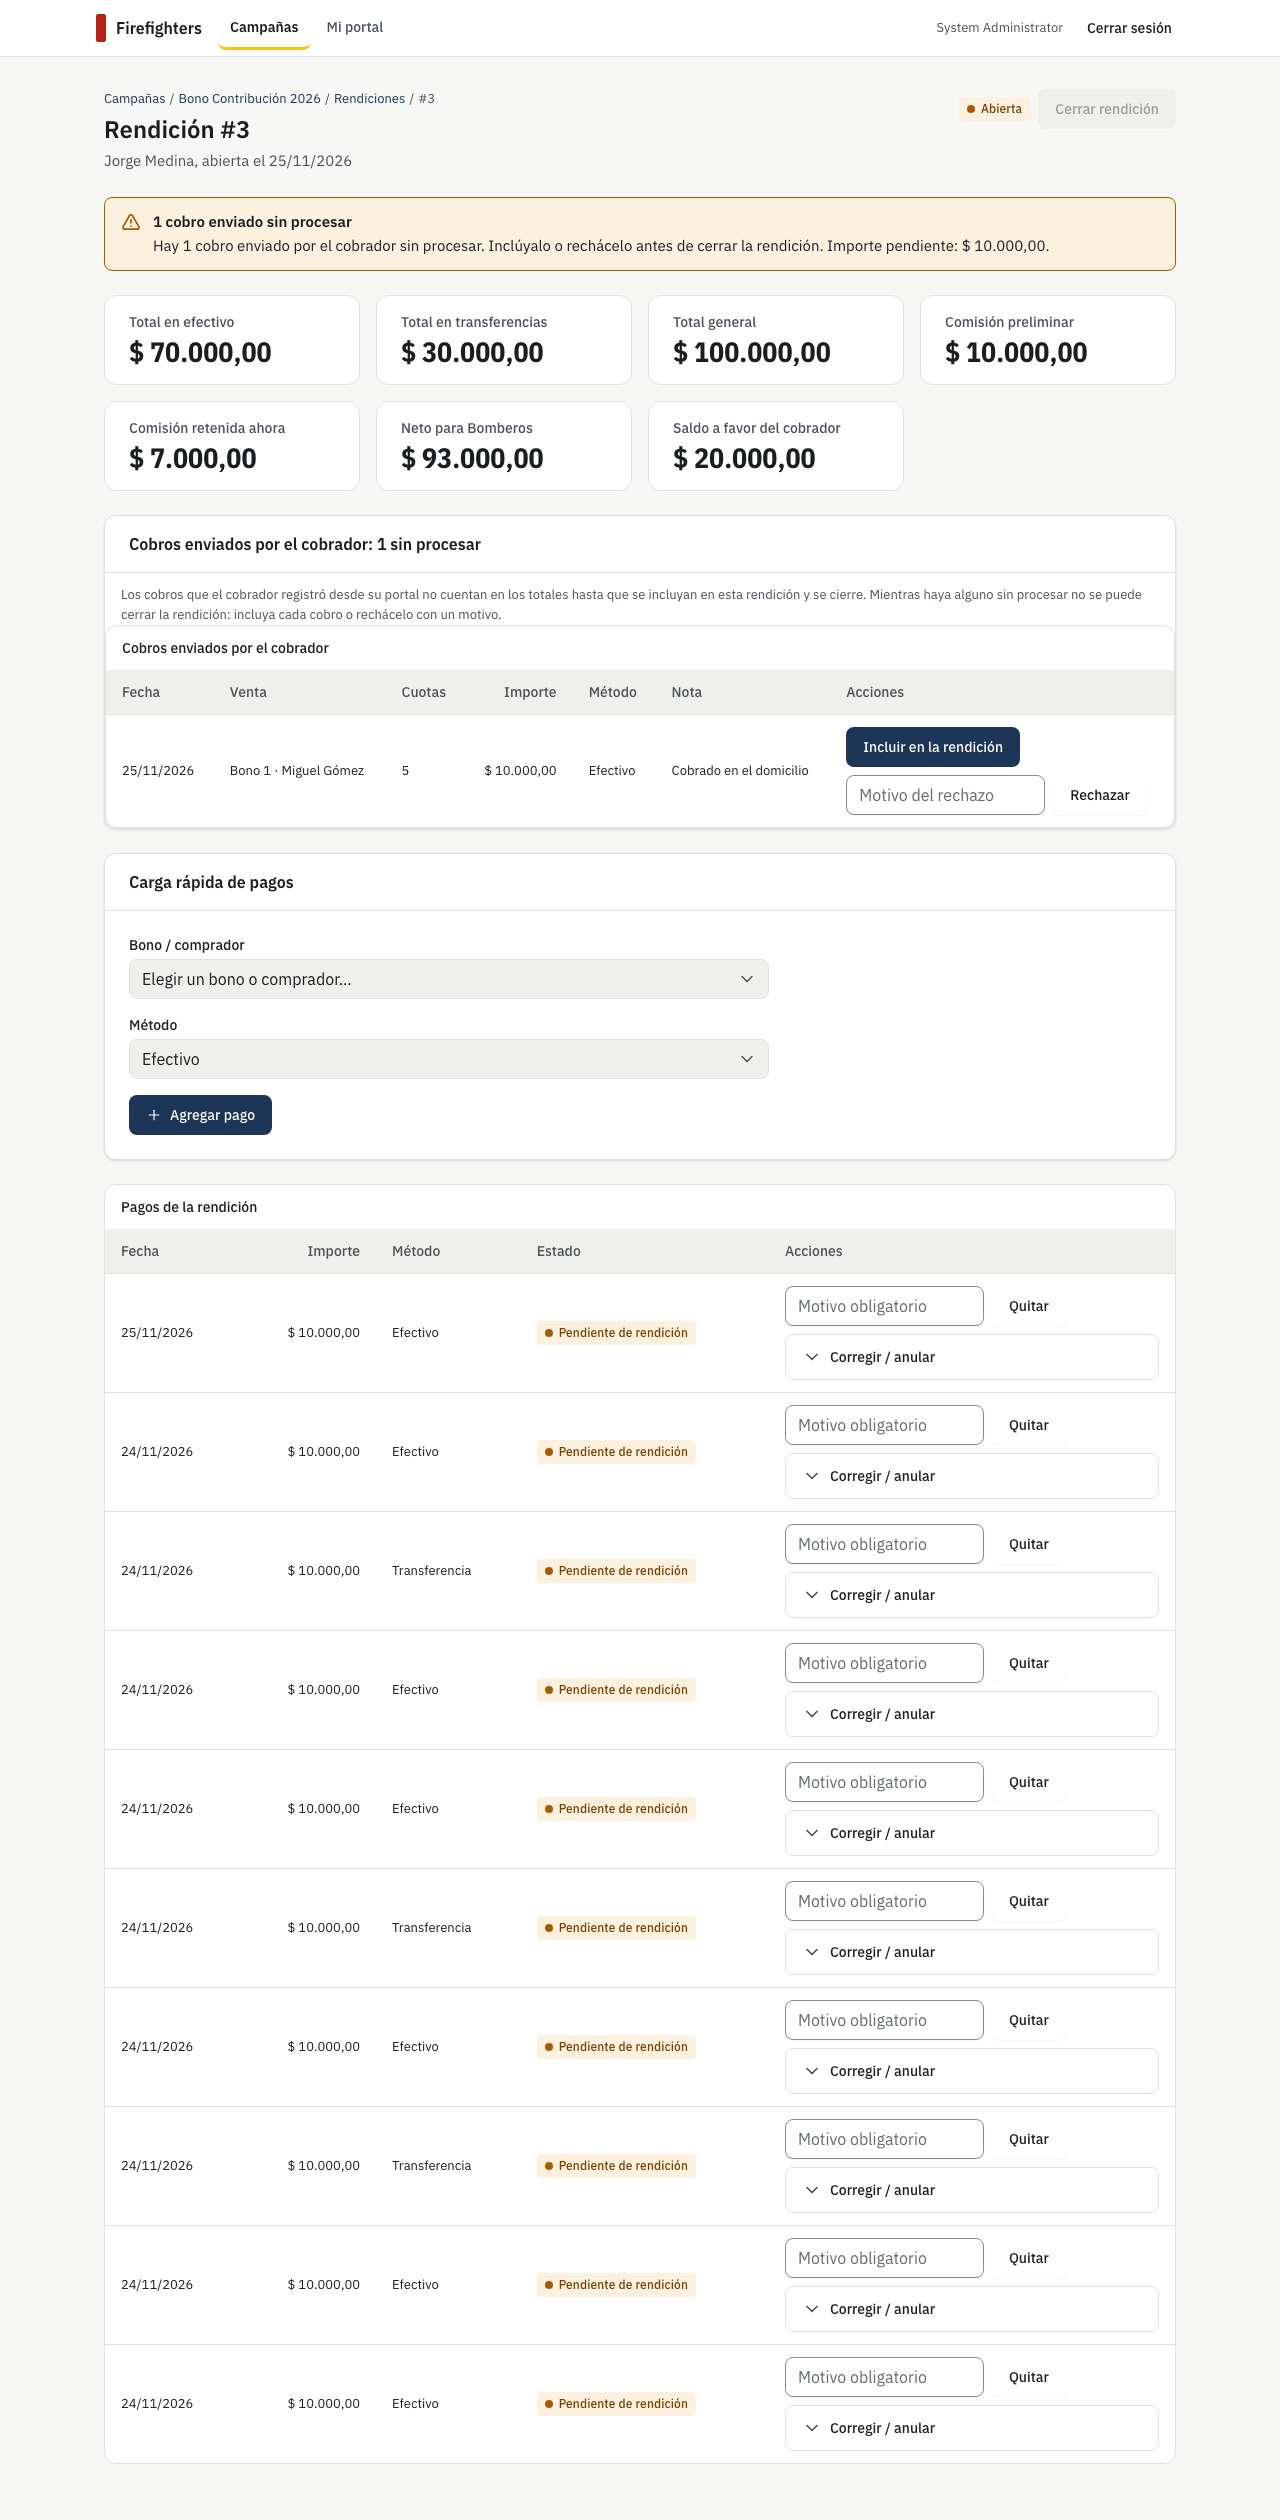 Firefighters
Campañas
Mi portal
System Administrator
Cerrar sesión
Campañas / Bono Contribución 2026 / Rendiciones / #3
Rendición #3
Jorge Medina, abierta el 25/11/2026
Abierta
Cerrar rendición
1 cobro enviado sin procesar
Hay 1 cobro enviado por el cobrador sin procesar. Inclúyalo o rechácelo antes de cerrar la rendición. Importe pendiente: $ 10.000,00.
Total en efectivo
$ 70.000,00
Total en transferencias
$ 30.000,00
Total general
$ 100.000,00
Comisión preliminar
$ 10.000,00
Comisión retenida ahora
$ 7.000,00
Neto para Bomberos
$ 93.000,00
Saldo a favor del cobrador
$ 20.000,00
Cobros enviados por el cobrador: 1 sin procesar
Los cobros que el cobrador registró desde su portal no cuentan en los totales hasta que se incluyan en esta rendición y se cierre. Mientras haya alguno sin procesar no se puede
cerrar la rendición: incluya cada cobro o rechácelo con un motivo.
Cobros enviados por el cobrador
Fecha Venta Cuotas Importe Método Nota Acciones
Incluir en la rendición
25/11/2026 Bono 1 · Miguel Gómez 5 $ 10.000,00 Efectivo Cobrado en el domicilio
Motivo del rechazo Rechazar
Carga rápida de pagos
Bono / comprador
Elegir un bono o comprador...
Método
Efectivo
Agregar pago
Pagos de la rendición
Fecha Importe Método Estado Acciones
Motivo obligatorio Quitar
25/11/2026 $ 10.000,00 Efectivo Pendiente de rendición
Corregir / anular
Motivo obligatorio Quitar
24/11/2026 $ 10.000,00 Efectivo Pendiente de rendición
Corregir / anular
Motivo obligatorio Quitar
24/11/2026 $ 10.000,00 Transferencia Pendiente de rendición
Corregir / anular
Motivo obligatorio Quitar
24/11/2026 $ 10.000,00 Efectivo Pendiente de rendición
Corregir / anular
Motivo obligatorio Quitar
24/11/2026 $ 10.000,00 Efectivo Pendiente de rendición
Corregir / anular
Motivo obligatorio Quitar
24/11/2026 $ 10.000,00 Transferencia Pendiente de rendición
Corregir / anular
Motivo obligatorio Quitar
24/11/2026 $ 10.000,00 Efectivo Pendiente de rendición
Corregir / anular
Motivo obligatorio Quitar
24/11/2026 $ 10.000,00 Transferencia Pendiente de rendición
Corregir / anular
Motivo obligatorio Quitar
24/11/2026 $ 10.000,00 Efectivo Pendiente de rendición
Corregir / anular
Motivo obligatorio Quitar
24/11/2026 $ 10.000,00 Efectivo Pendiente de rendición
Corregir / anular